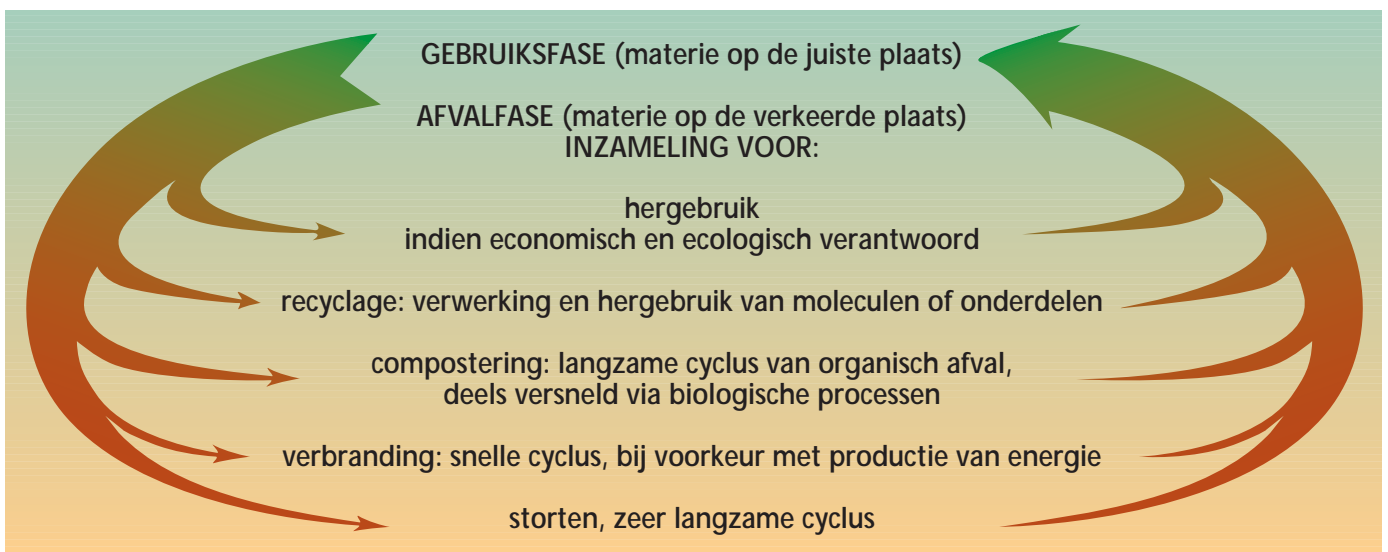 GEBRUIKSFASE (materie op de juiste plaats)
AFVALFASE (materie op de verkeerde plaats)
INZAMELING VOOR:
hergebruik
indien economisch en ecologisch verantwoord
recyclage: verwerking en hergebruik van moleculen of onderdelen
compostering: langzame cyclus van organisch afval,
deels versneld via biologische processen
verbranding: snelle cyclus, bij voorkeur met productie van energie
storten, zeer langzame cyclus